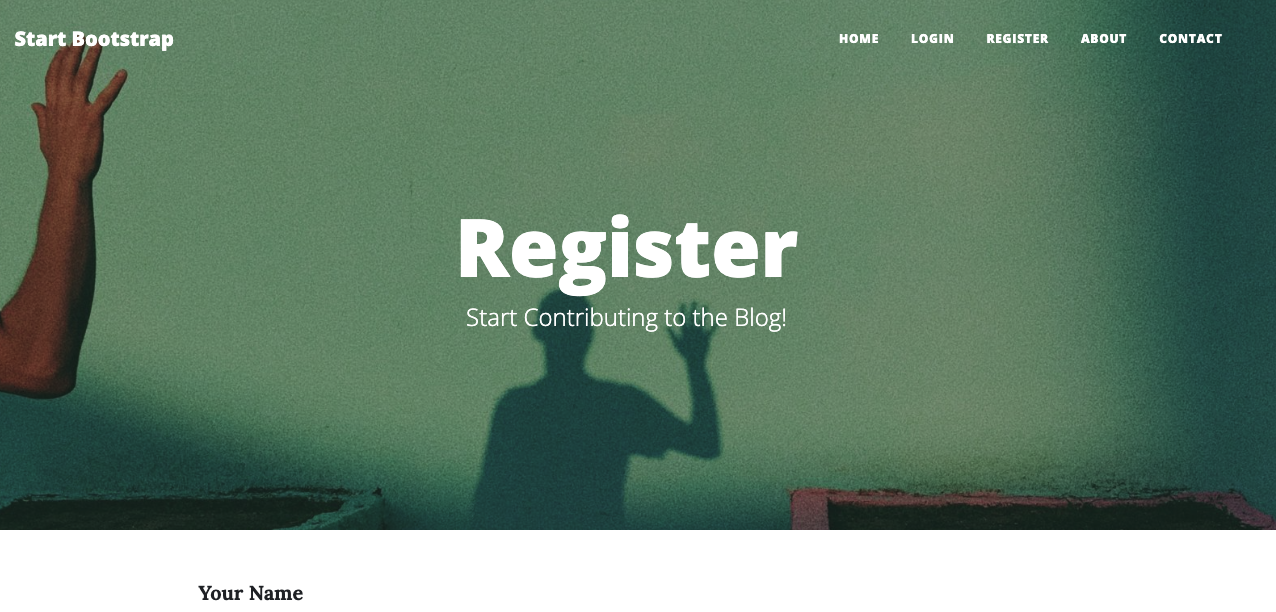 Start Bootstrap
HOME LOGIN REGISTER ABOUT CONTACT
Register
Start Contributing to the Blog!
Your Name